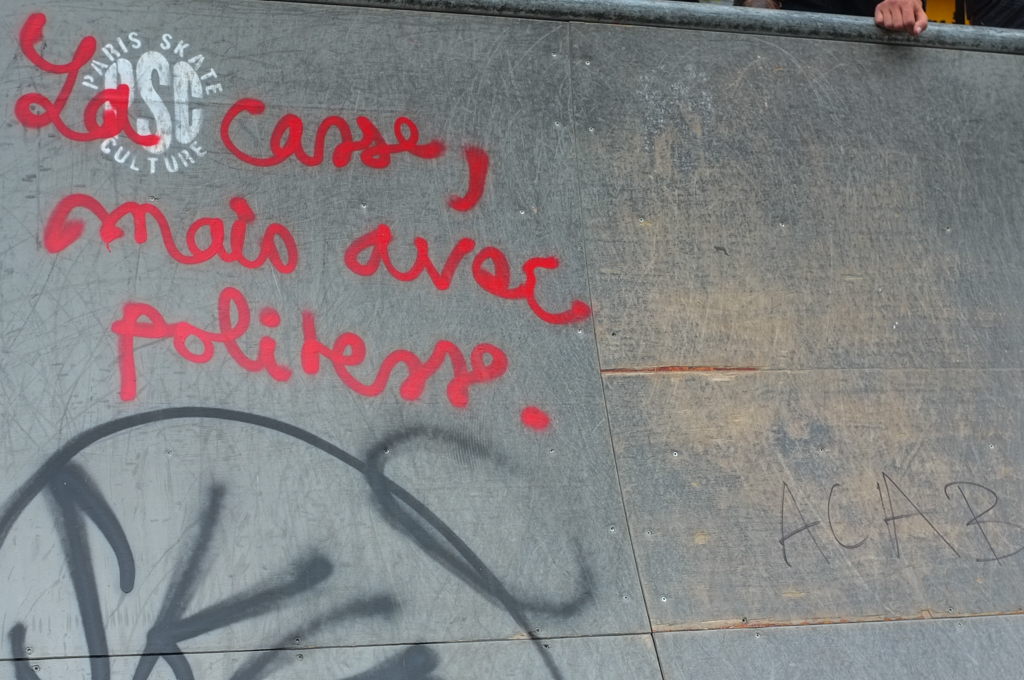 PARIS SKATE
PSC
CULTURE
La casse,
mais avec
politesse.
ACAB